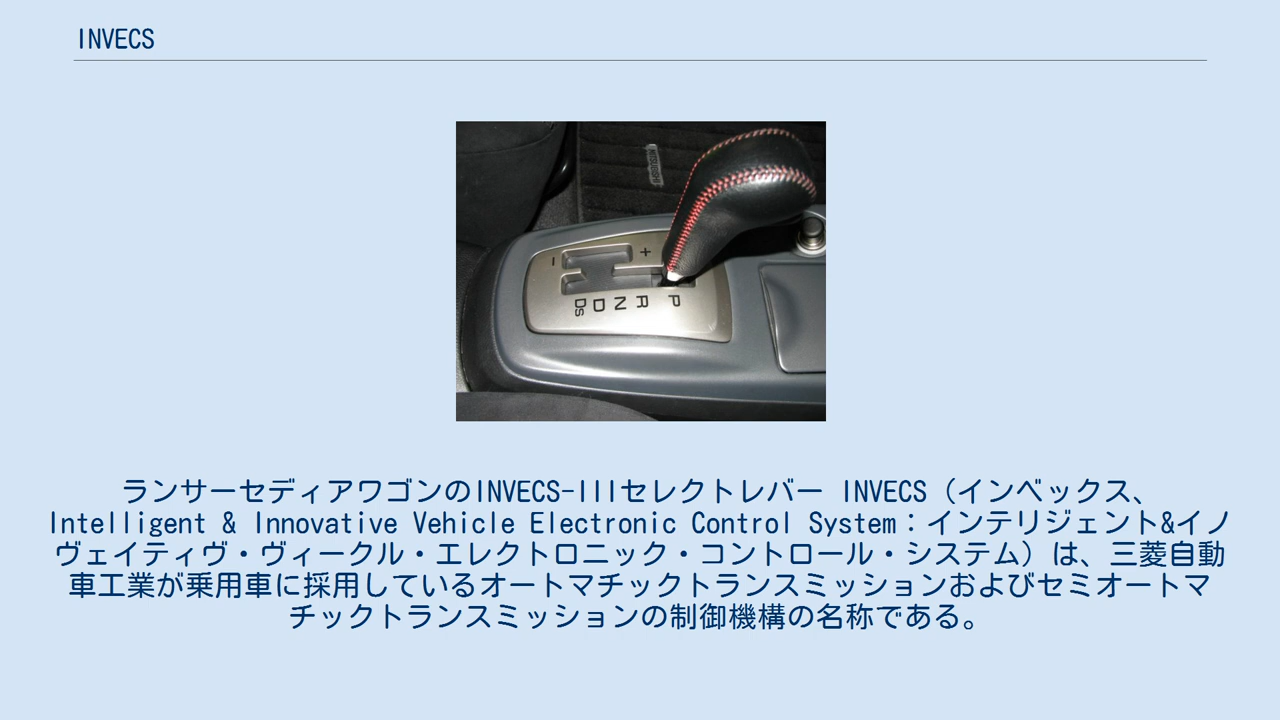 INVECS
−
+
Ds D N R P
ランサーセディアワゴンのINVECS-IIIセレクトレバー INVECS（インベックス、
Intelligent & Innovative Vehicle Electronic Control System：インテリジェント&イノ
ヴェイティヴ・ヴィークル・エレクトロニック・コントロール・システム）は、三菱自動
車工業が乗用車に採用しているオートマチックトランスミッションおよびセミオートマ
チックトランスミッションの制御機構の名称である。